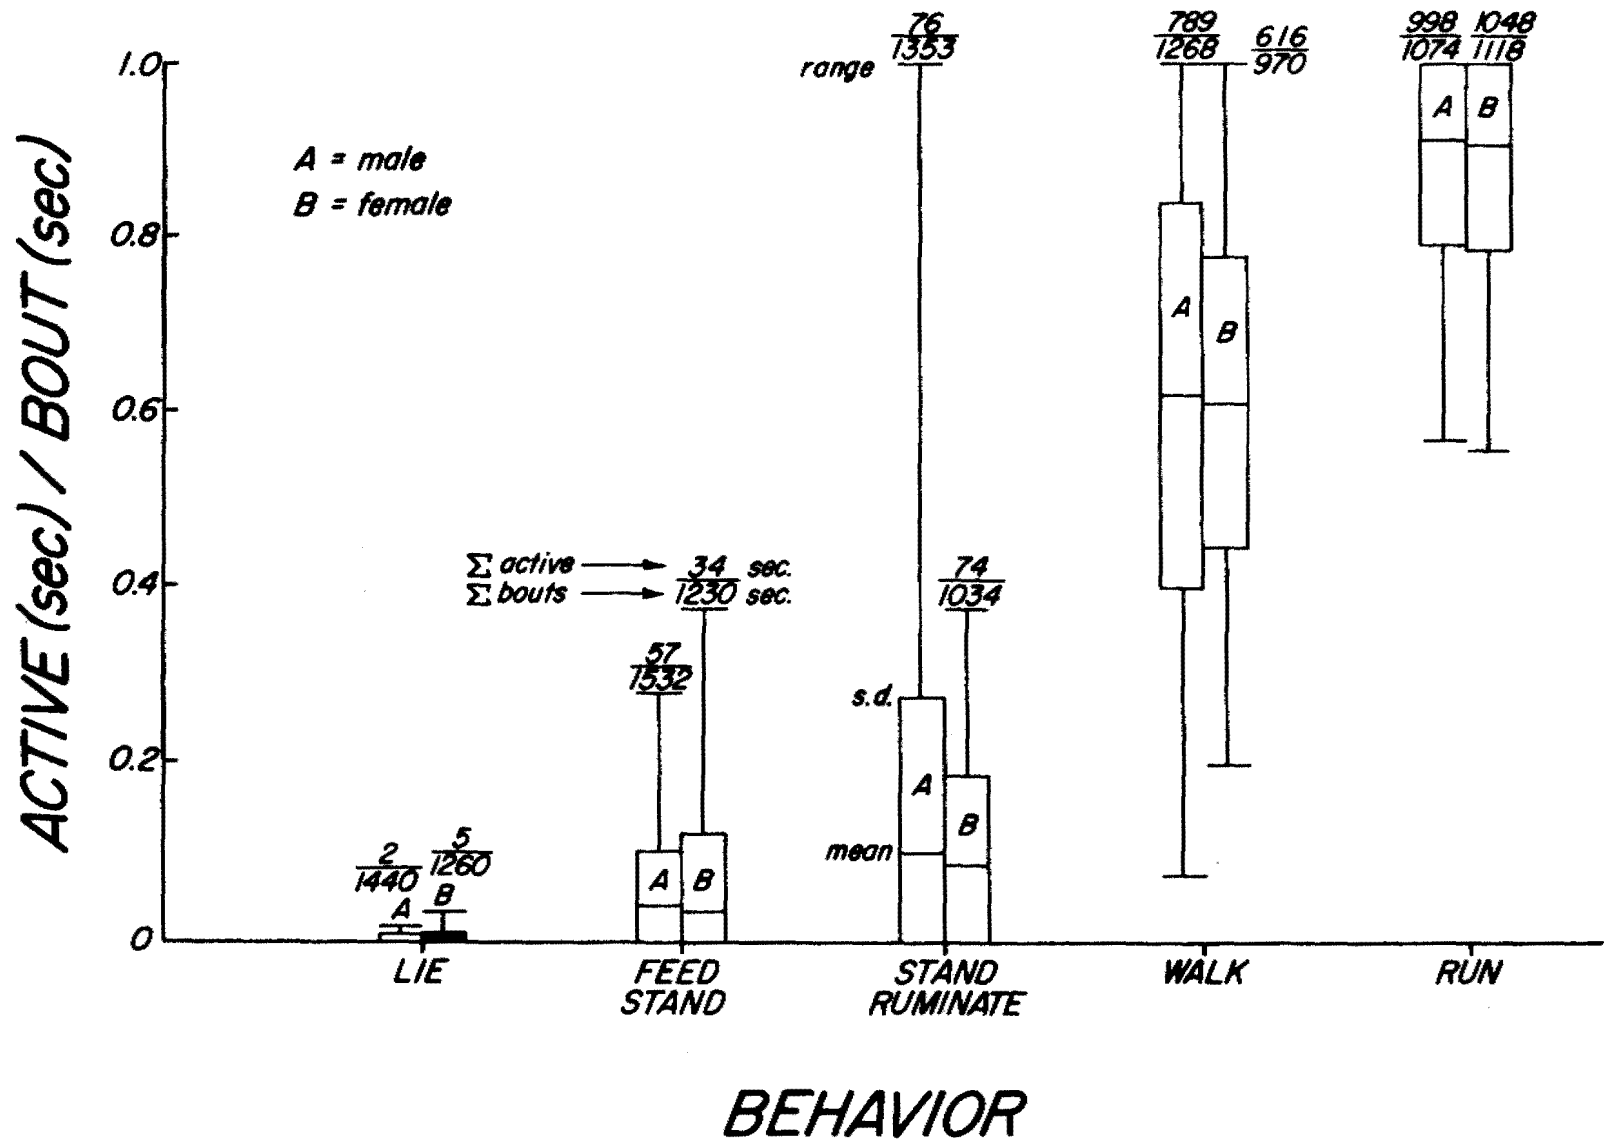 ACTIVE (sec) / BOUT (sec)
1.0
0.8
0.6
0.4
0.2
0
A = male
B = female
range
s.d.
mean
2
1440
A
5
1260
B
Σ active 34 sec.
Σ bouts 1230 sec.
57
1532
A
B
76
1353
A
74
1034
B
789
1268
A
616
970
B
998
1074
A
1048
1118
B
LIE
FEED
STAND
STAND
RUMINATE
WALK
RUN
BEHAVIOR